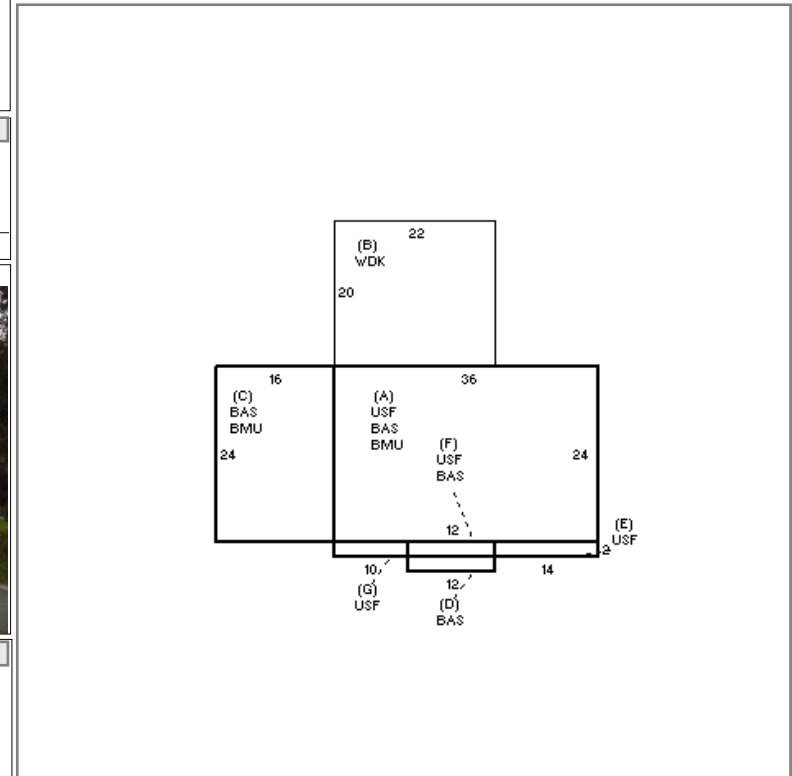 22
(B)
WDK
20
16
36
(C)
BAS
BMU
(A)
USF
BAS
BMU
(F)
USF
BAS
24
24
12
(E)
USF
2
10
(G)
USF
12
(D)
BAS
14